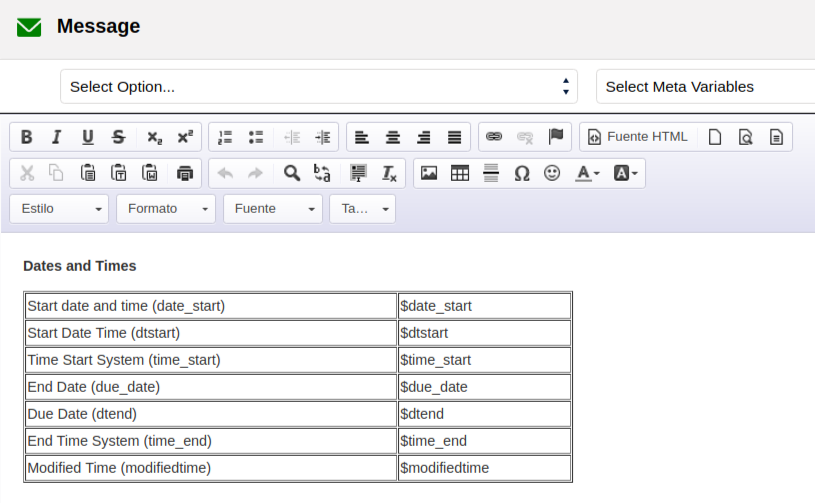 Message
Select Option... Select Meta Variables
B I U S x₂ x² Fuente HTML
Estilo Formato Fuente Ta...
Dates and Times
Start date and time (date_start) $date_start
Start Date Time (dtstart) $dtstart
Time Start System (time_start) $time_start
End Date (due_date) $due_date
Due Date (dtend) $dtend
End Time System (time_end) $time_end
Modified Time (modifiedtime) $modifiedtime